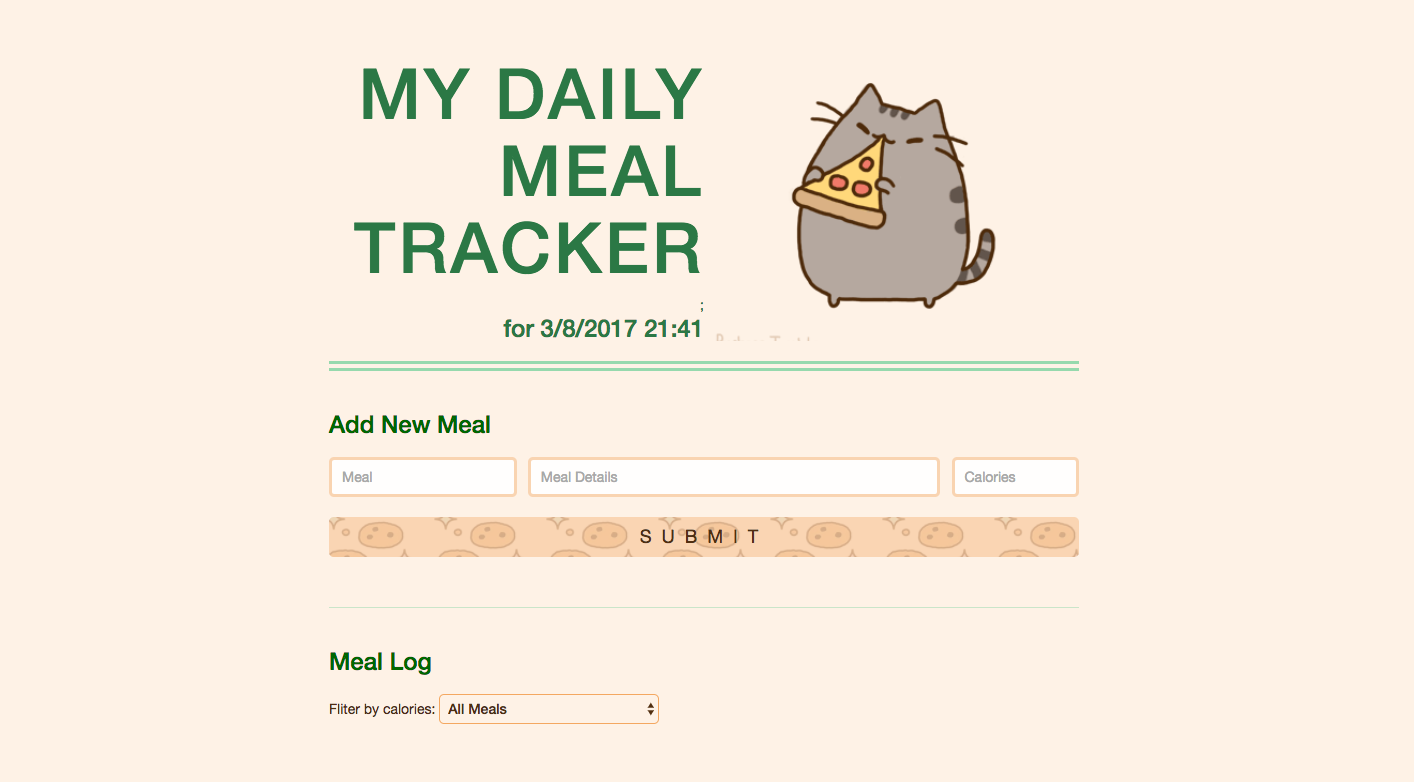 MY DAILY
MEAL
TRACKER
;
for 3/8/2017 21:41
Add New Meal
Meal
Meal Details
Calories
SUBMIT
Meal Log
Fliter by calories: All Meals